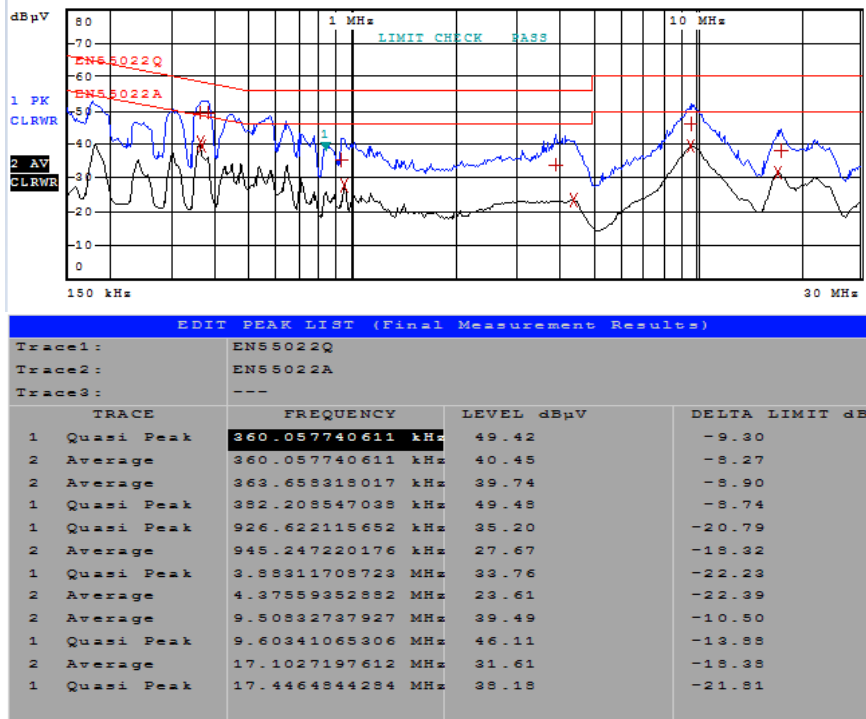 dBµV 80 1 MHz 10 MHz
-70 LIMIT CHECK PASS
EN55022Q
-60
EN55022A
1 PK
-50
CLRWR
1
-40
2 AV
-30
CLRWR
-20
-10
0
150 kHz 30 MHz
EDIT PEAK LIST (Final Measurement Results)
Trace1: EN55022Q
Trace2: EN55022A
Trace3: ---
TRACE FREQUENCY LEVEL dBµV DELTA LIMIT dB
1 Quasi Peak 360.057740611 kHz 49.42 -9.30
2 Average 360.057740611 kHz 40.45 -8.27
2 Average 363.658318017 kHz 39.74 -8.90
1 Quasi Peak 382.208547038 kHz 49.48 -8.74
1 Quasi Peak 926.622115652 kHz 35.20 -20.79
2 Average 945.247220176 kHz 27.67 -18.32
1 Quasi Peak 3.88311708723 MHz 33.76 -22.23
2 Average 4.37559352882 MHz 23.61 -22.39
2 Average 9.50832737927 MHz 39.49 -10.50
1 Quasi Peak 9.60341065306 MHz 46.11 -13.88
2 Average 17.1027197612 MHz 31.61 -18.38
1 Quasi Peak 17.4464844284 MHz 38.18 -21.81